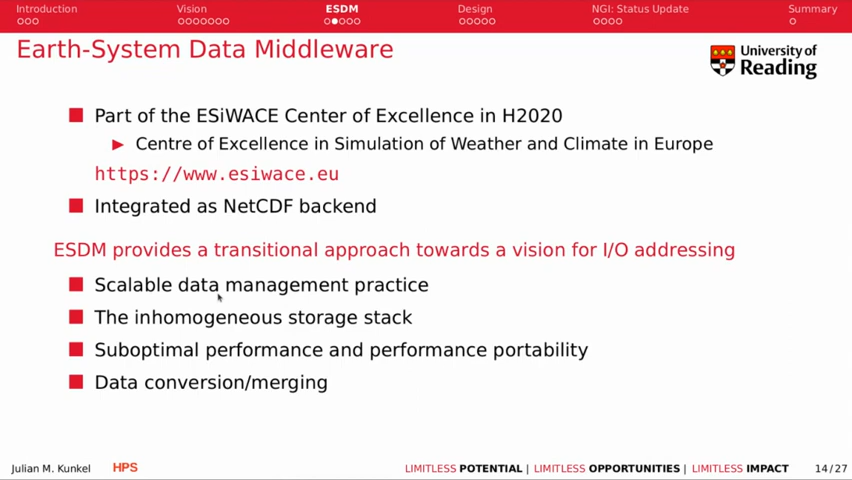 Introduction Vision ESDM Design NGI: Status Update Summary
Earth-System Data Middleware
University of
Reading
Part of the ESiWACE Center of Excellence in H2020
Centre of Excellence in Simulation of Weather and Climate in Europe
https://www.esiwace.eu
Integrated as NetCDF backend
ESDM provides a transitional approach towards a vision for I/O addressing
Scalable data management practice
The inhomogeneous storage stack
Suboptimal performance and performance portability
Data conversion/merging
Julian M. Kunkel HPS LIMITLESS POTENTIAL | LIMITLESS OPPORTUNITIES | LIMITLESS IMPACT 14/27